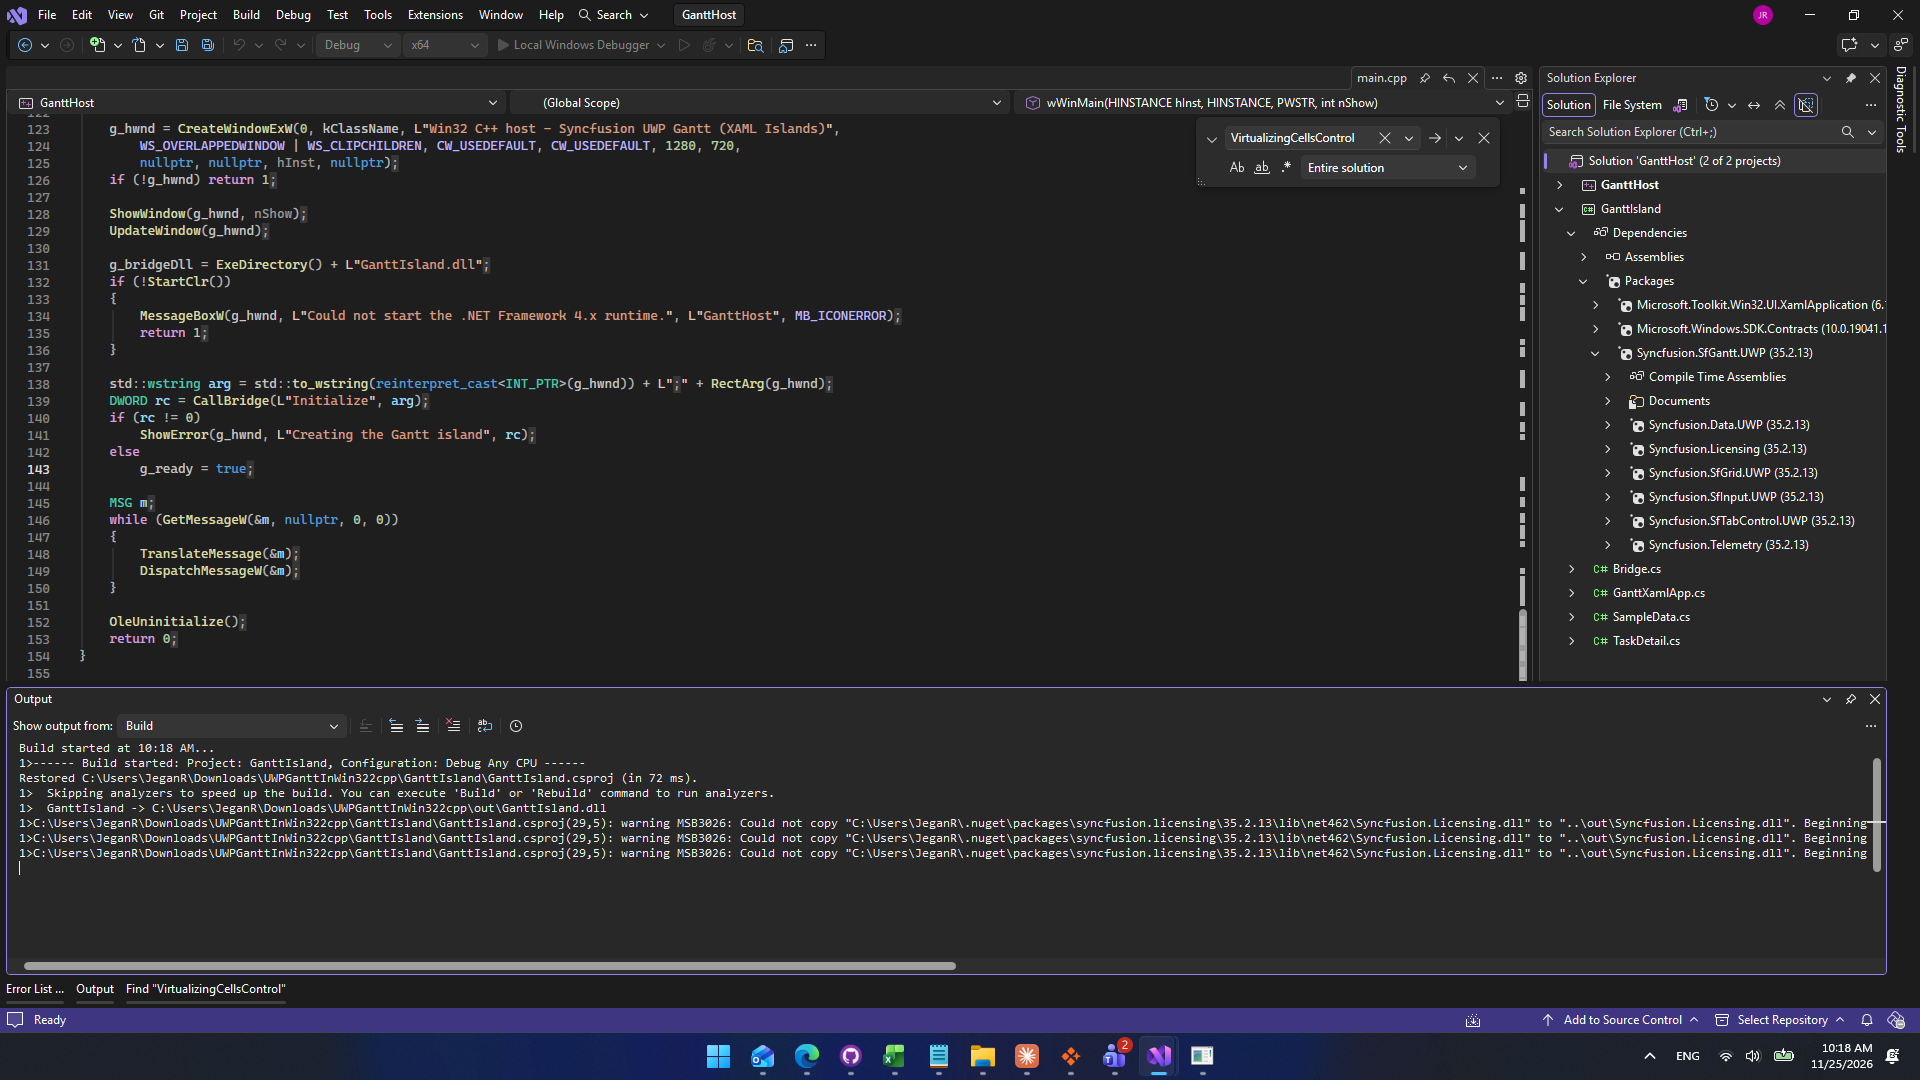 File Edit View Git Project Build Debug Test Tools Extensions Window Help Search GanttHost JR
Debug x64 Local Windows Debugger
main.cpp
GanttHost (Global Scope) wWinMain(HINSTANCE hInst, HINSTANCE, PWSTR, int nShow)
123 g_hwnd = CreateWindowExW(0, kClassName, L"Win32 C++ host - Syncfusion UWP Gantt (XAML Islands)",
124 WS_OVERLAPPEDWINDOW | WS_CLIPCHILDREN, CW_USEDEFAULT, CW_USEDEFAULT, 1280, 720,
125 nullptr, nullptr, hInst, nullptr);
126 if (!g_hwnd) return 1;
127
128 ShowWindow(g_hwnd, nShow);
129 UpdateWindow(g_hwnd);
130
131 g_bridgeDll = ExeDirectory() + L"GanttIsland.dll";
132 if (!StartClr())
133 {
134 MessageBoxW(g_hwnd, L"Could not start the .NET Framework 4.x runtime.", L"GanttHost", MB_ICONERROR);
135 return 1;
136 }
137
138 std::wstring arg = std::to_wstring(reinterpret_cast<INT_PTR>(g_hwnd)) + L";" + RectArg(g_hwnd);
139 DWORD rc = CallBridge(L"Initialize", arg);
140 if (rc != 0)
141 ShowError(g_hwnd, L"Creating the Gantt island", rc);
142 else
143 g_ready = true;
144
145 MSG m;
146 while (GetMessageW(&m, nullptr, 0, 0))
147 {
148 TranslateMessage(&m);
149 DispatchMessageW(&m);
150 }
151
152 OleUninitialize();
153 return 0;
154 }
155
VirtualizingCellsControl
Ab ab .* Entire solution
Solution Explorer
Solution File System
Search Solution Explorer (Ctrl+;)
Solution 'GanttHost' (2 of 2 projects)
GanttHost
GanttIsland
Dependencies
Assemblies
Packages
Microsoft.Toolkit.Win32.UI.XamlApplication (6.
Microsoft.Windows.SDK.Contracts (10.0.19041.1
Syncfusion.SfGantt.UWP (35.2.13)
Compile Time Assemblies
Documents
Syncfusion.Data.UWP (35.2.13)
Syncfusion.Licensing (35.2.13)
Syncfusion.SfGrid.UWP (35.2.13)
Syncfusion.SfInput.UWP (35.2.13)
Syncfusion.SfTabControl.UWP (35.2.13)
Syncfusion.Telemetry (35.2.13)
C# Bridge.cs
C# GanttXamlApp.cs
C# SampleData.cs
C# TaskDetail.cs
Diagnostic Tools
Output
Show output from: Build
Build started at 10:18 AM...
1>------ Build started: Project: GanttIsland, Configuration: Debug Any CPU ------
Restored C:\Users\JeganR\Downloads\UWPGanttInWin322cpp\GanttIsland\GanttIsland.csproj (in 72 ms).
1> Skipping analyzers to speed up the build. You can execute 'Build' or 'Rebuild' command to run analyzers.
1> GanttIsland -> C:\Users\JeganR\Downloads\UWPGanttInWin322cpp\out\GanttIsland.dll
1>C:\Users\JeganR\Downloads\UWPGanttInWin322cpp\GanttIsland\GanttIsland.csproj(29,5): warning MSB3026: Could not copy "C:\Users\JeganR\.nuget\packages\syncfusion.licensing\35.2.13\lib\net462\Syncfusion.Licensing.dll" to "..\out\Syncfusion.Licensing.dll". Beginning
1>C:\Users\JeganR\Downloads\UWPGanttInWin322cpp\GanttIsland\GanttIsland.csproj(29,5): warning MSB3026: Could not copy "C:\Users\JeganR\.nuget\packages\syncfusion.licensing\35.2.13\lib\net462\Syncfusion.Licensing.dll" to "..\out\Syncfusion.Licensing.dll". Beginning
1>C:\Users\JeganR\Downloads\UWPGanttInWin322cpp\GanttIsland\GanttIsland.csproj(29,5): warning MSB3026: Could not copy "C:\Users\JeganR\.nuget\packages\syncfusion.licensing\35.2.13\lib\net462\Syncfusion.Licensing.dll" to "..\out\Syncfusion.Licensing.dll". Beginning
Error List ... Output Find "VirtualizingCellsControl"
Ready Add to Source Control Select Repository
2 ENG 10:18 AM
11/25/2026